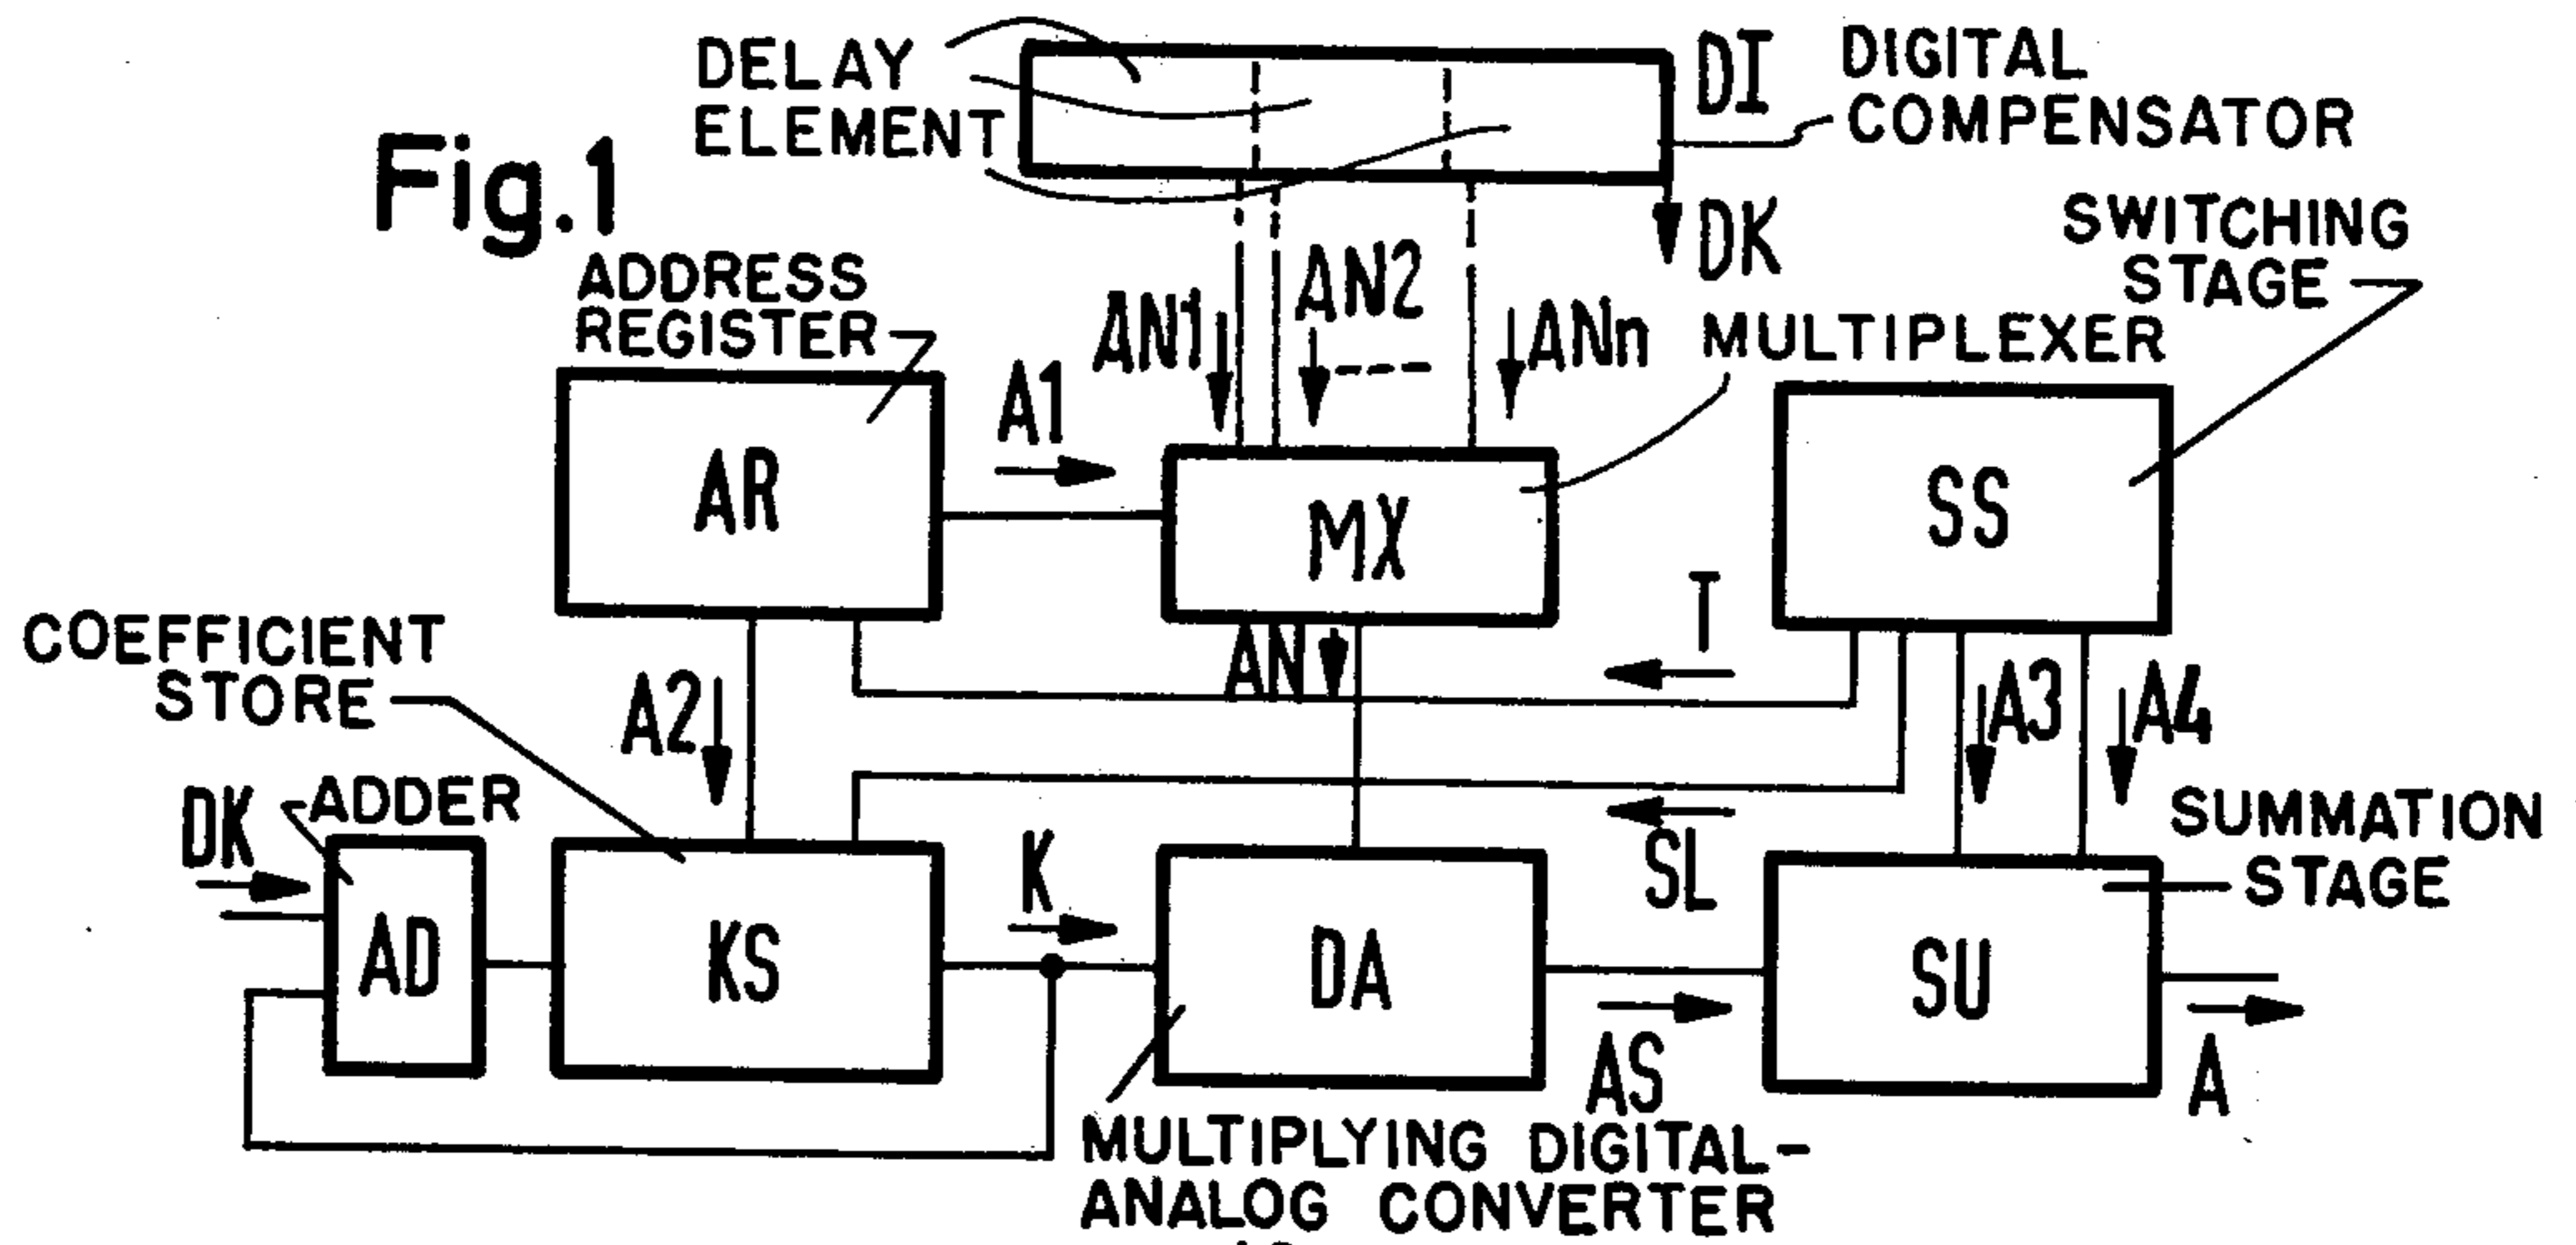 Fig.1
DELAY
ELEMENT
DI
DIGITAL
COMPENSATOR
DK
SWITCHING
STAGE
ADDRESS
REGISTER
AN1
AN2
ANn
MULTIPLEXER
A1
AR
MX
SS
T
COEFFICIENT
STORE
A2
AN
A3
A4
DK
ADDER
K
SL
SUMMATION
STAGE
AD
KS
DA
SU
AS
A
MULTIPLYING DIGITAL-
ANALOG CONVERTER